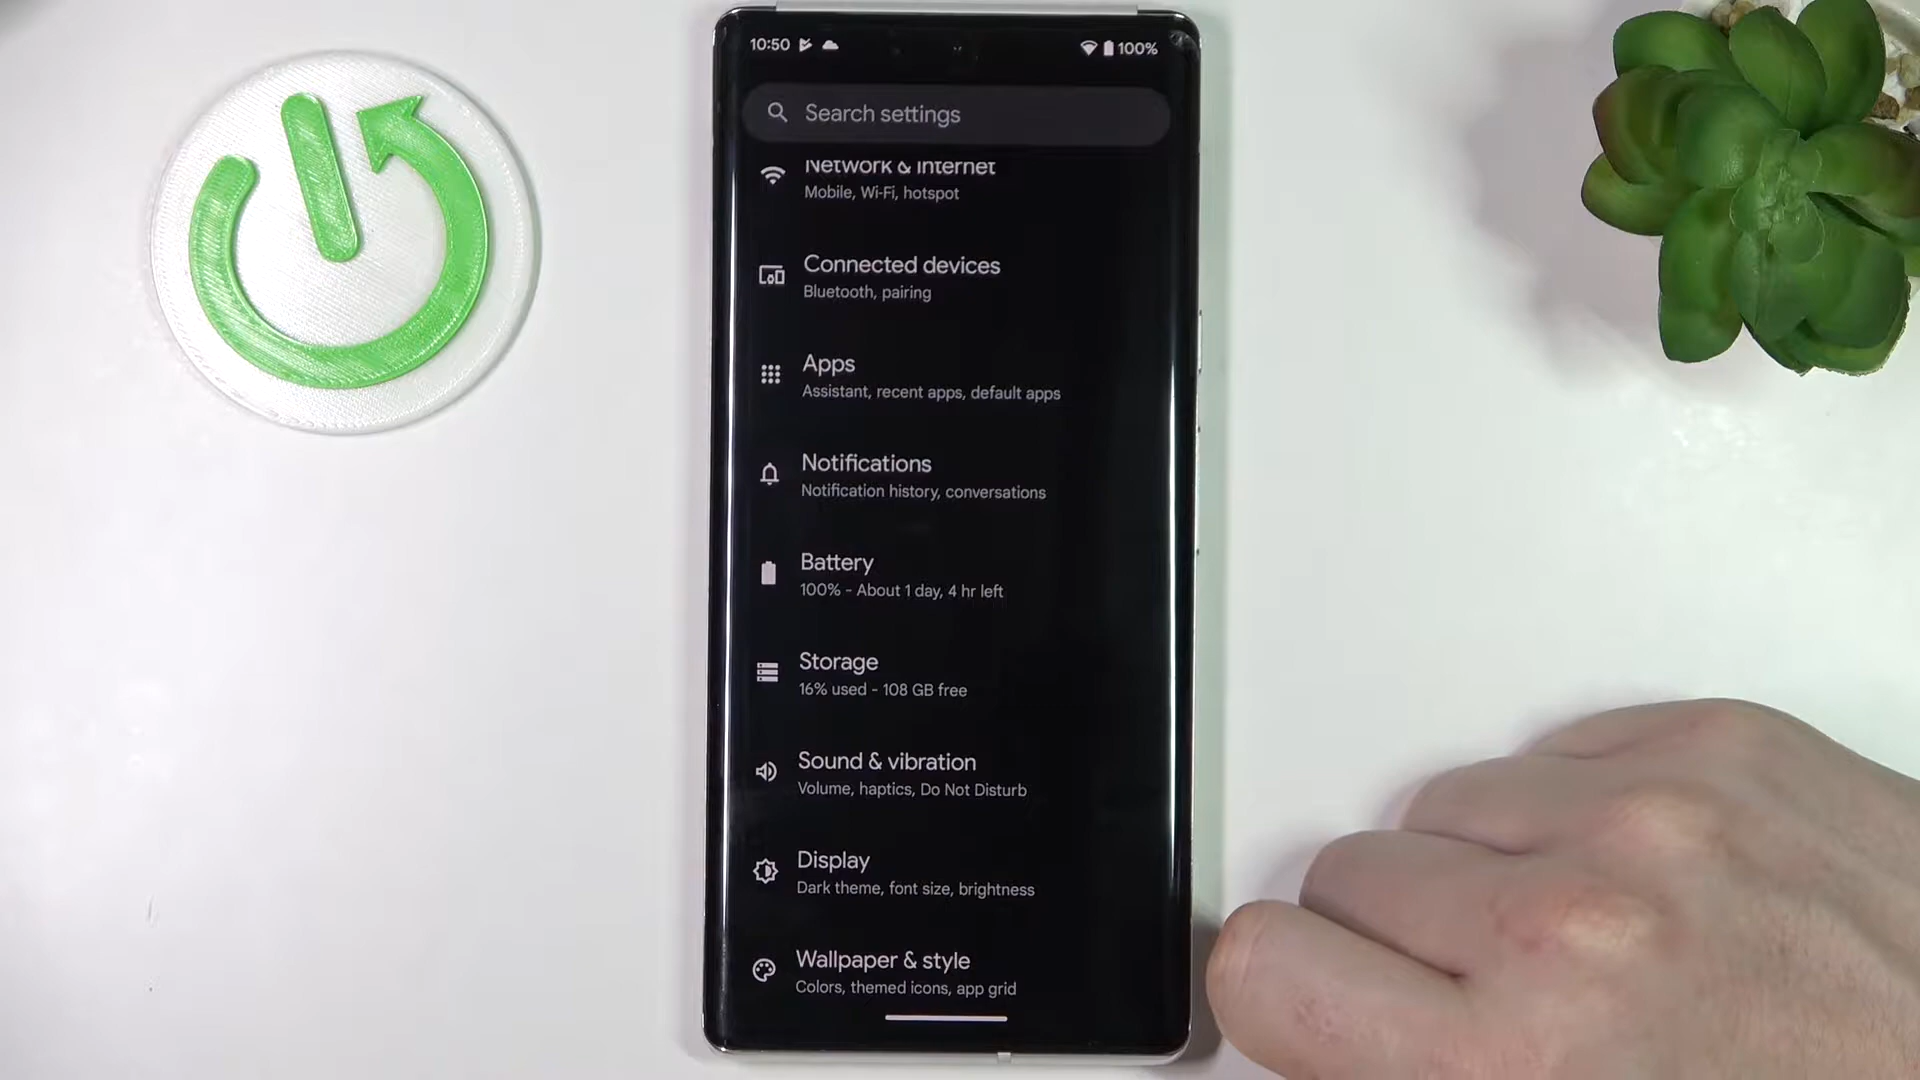 10:50
100%
Search settings
Network & internet
Mobile, Wi-Fi, hotspot
Connected devices
Bluetooth, pairing
Apps
Assistant, recent apps, default apps
Notifications
Notification history, conversations
Battery
100% - About 1 day, 4 hr left
Storage
16% used - 108 GB free
Sound & vibration
Volume, haptics, Do Not Disturb
Display
Dark theme, font size, brightness
Wallpaper & style
Colors, themed icons, app grid